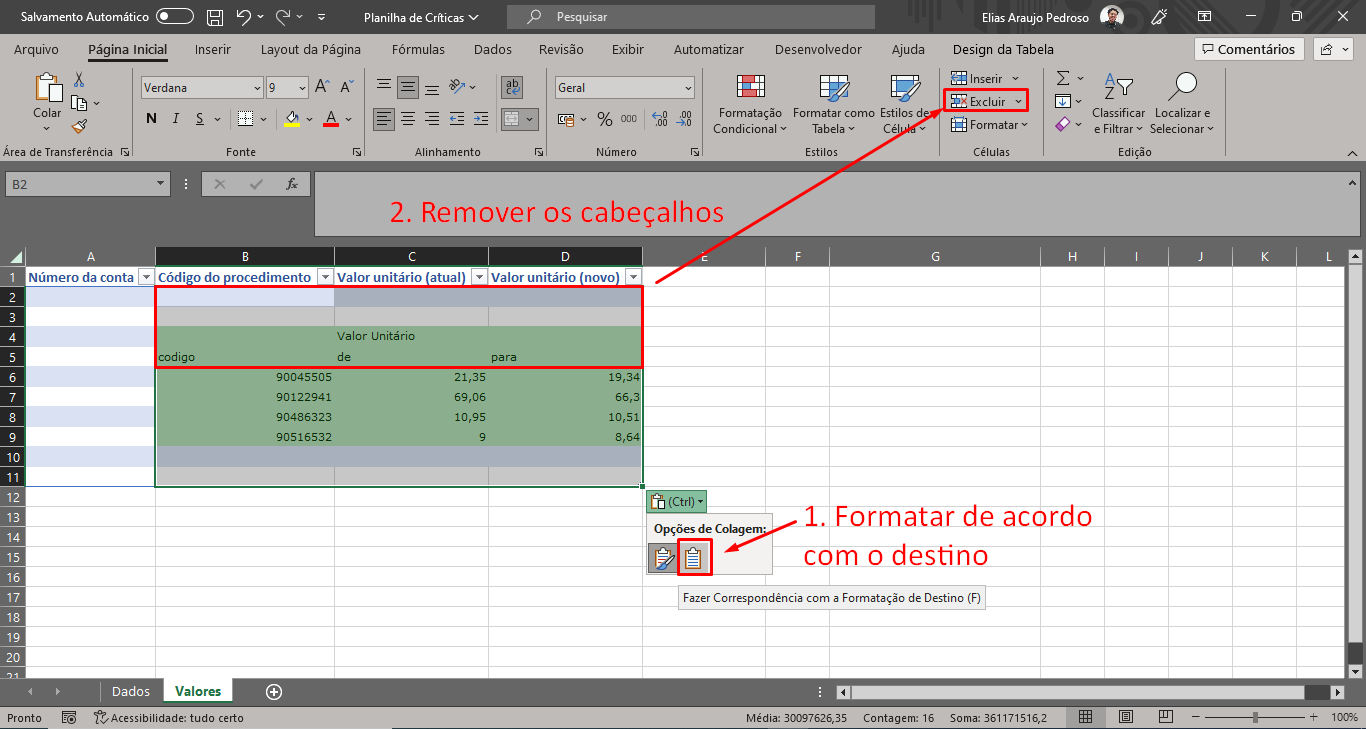 Salvamento Automático
Planilha de Críticas
Pesquisar
Elias Araujo Pedroso
Arquivo Página Inicial Inserir Layout da Página Fórmulas Dados Revisão Exibir Automatizar Desenvolvedor Ajuda Design da Tabela Comentários
Colar
Área de Transferência
Verdana 9
N I S A A A
Fonte
ab
c
Alinhamento
Geral
% 000
Número
Formatação Condicional
Formatar como Tabela
Estilos de Célula
Estilos
Inserir
Excluir
Formatar
Células
Classificar e Filtrar
Localizar e Selecionar
Edição
B2 fx
2. Remover os cabeçalhos
A B C D E F G H I J K L
1 Número da conta Código do procedimento Valor unitário (atual) Valor unitário (novo)
2
3
4 Valor Unitário
5 codigo de para
6 90045505 21,35 19,34
7 90122941 69,06 66,3
8 90486323 10,95 10,51
9 90516532 9 8,64
10
11
12 (Ctrl)
13 Opções de Colagem:
1. Formatar de acordo
com o destino
14
15
16
17 Fazer Correspondência com a Formatação de Destino (F)
18
19
20
21
Dados Valores
Pronto Acessibilidade: tudo certo Média: 30097626,35 Contagem: 16 Soma: 361171516,2 100%